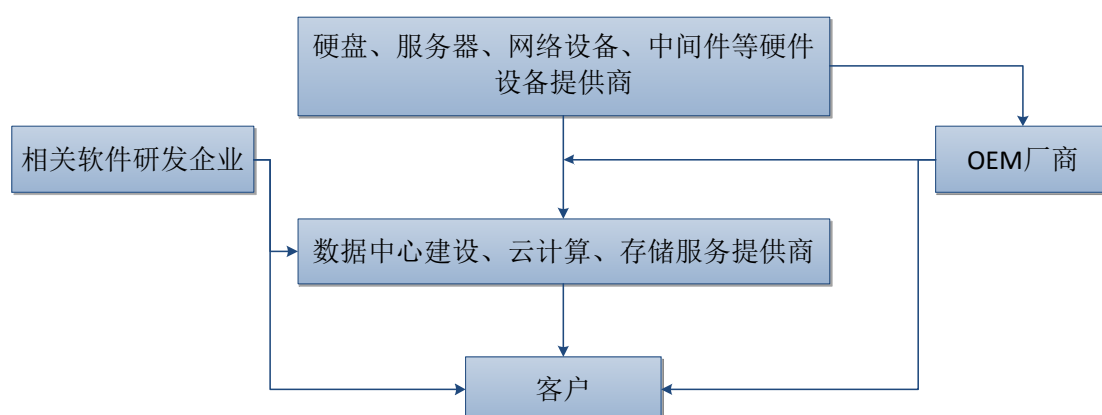 硬盘、服务器、网络设备、中间件等硬件
设备提供商
相关软件研发企业
OEM厂商
数据中心建设、云计算、存储服务提供商
客户